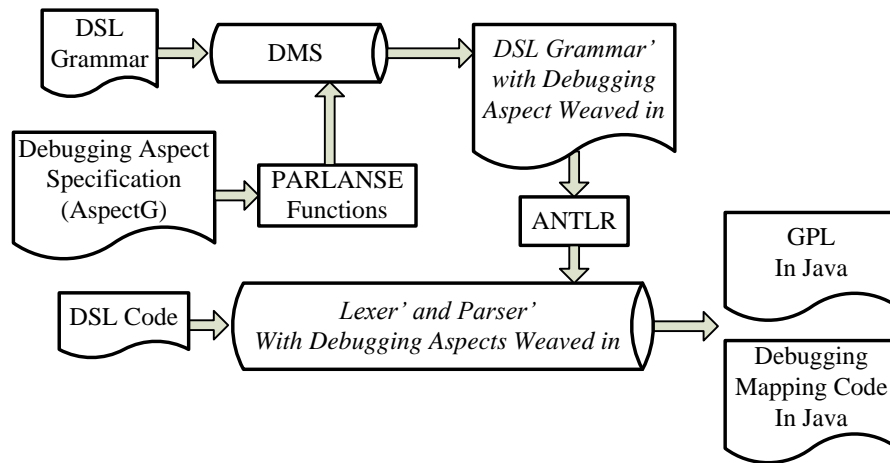 DSL
Grammar
DMS
DSL Grammar’
with Debugging
Aspect Weaved in
Debugging Aspect
Specification
(AspectG)
PARLANSE
Functions
ANTLR
GPL
In Java
DSL Code
Lexer’ and Parser’
With Debugging Aspects Weaved in
Debugging
Mapping Code
In Java